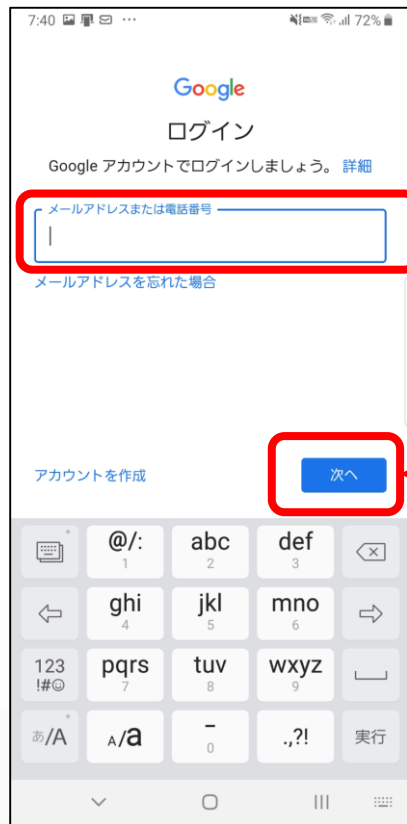 7:40 72%
Google
ログイン
Google アカウントでログインしましょう。 詳細
メールアドレスまたは電話番号
メールアドレスを忘れた場合
アカウントを作成 次へ
@/: abc def
1 2 3
ghi jkl mno
4 5 6
123 pqrs tuv wxyz
!#☺ 7 8 9
あ/A A/a - .,?! 実行
0